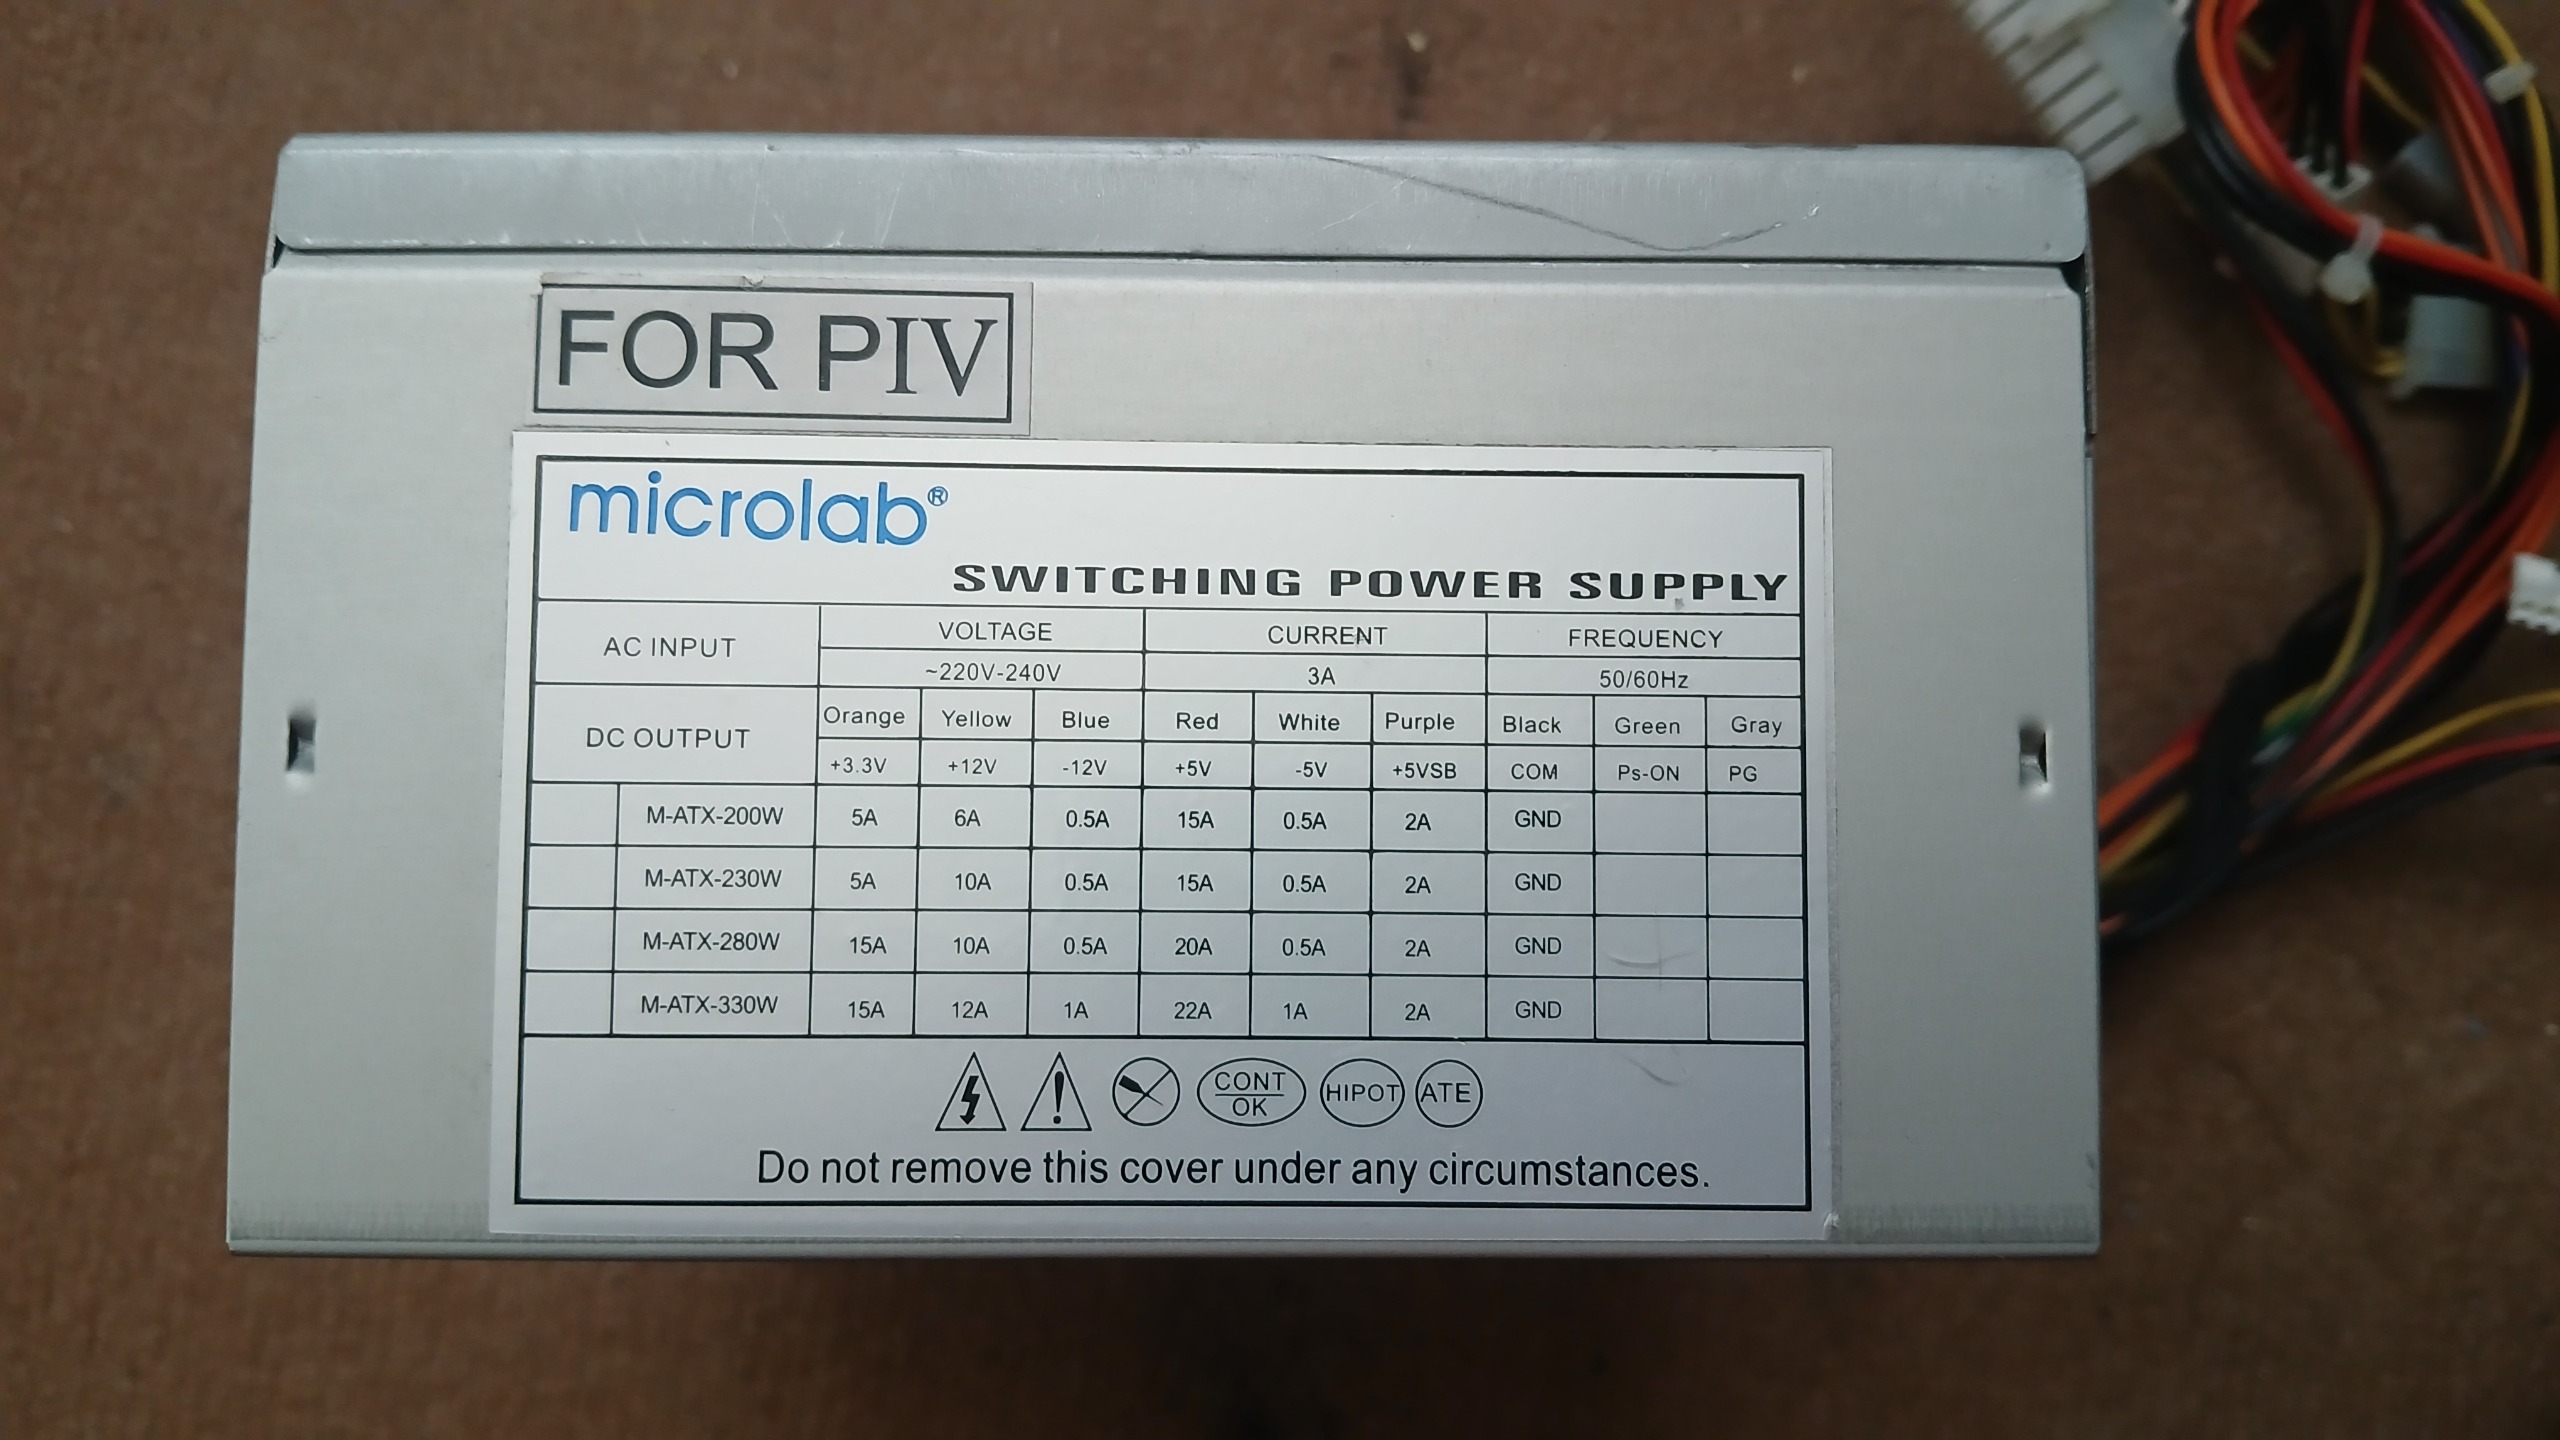 FOR PIV
microlab®
SWITCHING POWER SUPPLY
AC INPUT VOLTAGE CURRENT FREQUENCY
~220V-240V 3A 50/60Hz
DC OUTPUT Orange Yellow Blue Red White Purple Black Green Gray
+3.3V +12V -12V +5V -5V +5VSB COM Ps-ON PG
M-ATX-200W 5A 6A 0.5A 15A 0.5A 2A GND
M-ATX-230W 5A 10A 0.5A 15A 0.5A 2A GND
M-ATX-280W 15A 10A 0.5A 20A 0.5A 2A GND
M-ATX-330W 15A 12A 1A 22A 1A 2A GND
CONT OK HIPOT ATE
Do not remove this cover under any circumstances.